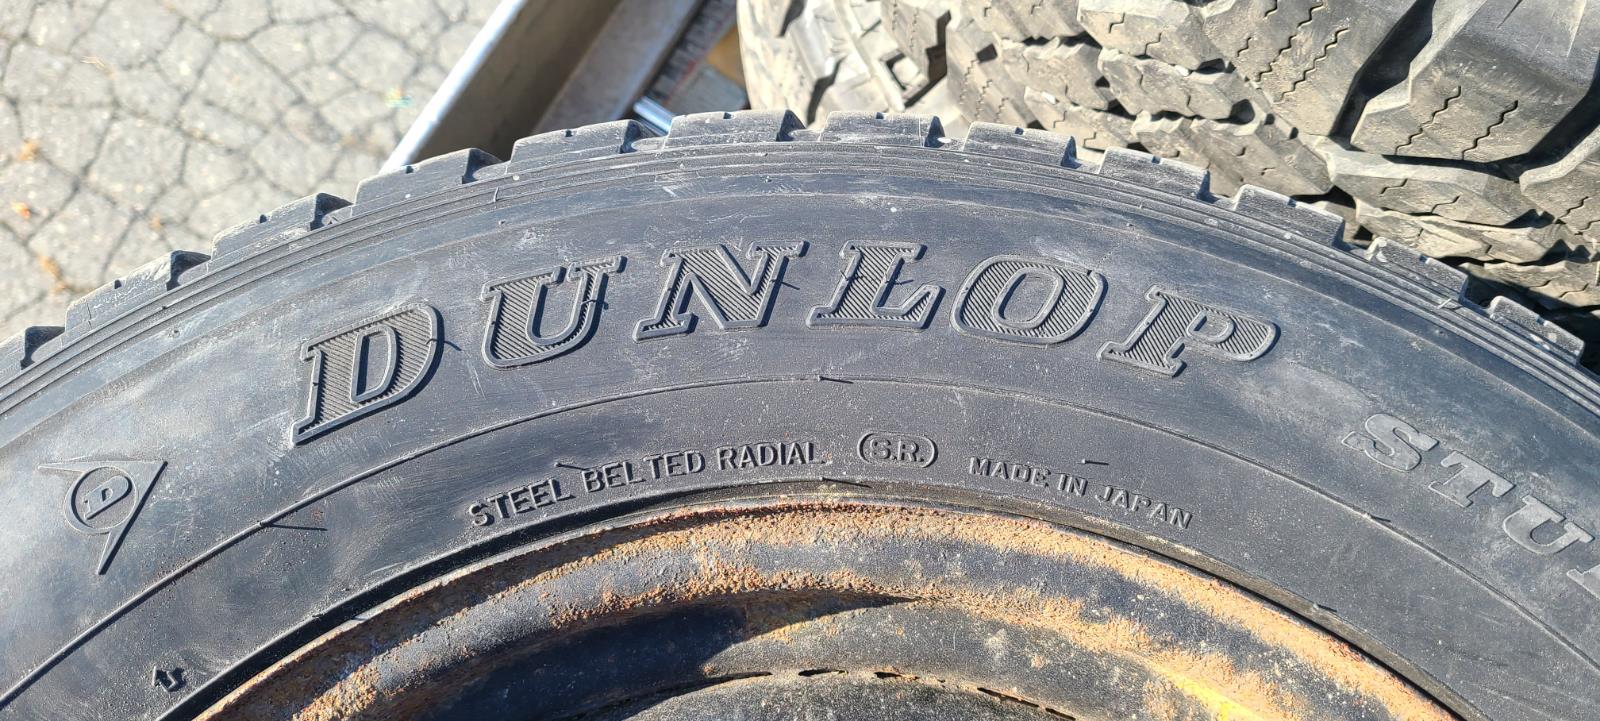 DUNLOP
D
STEEL BELTED RADIAL S.R. MADE IN JAPAN